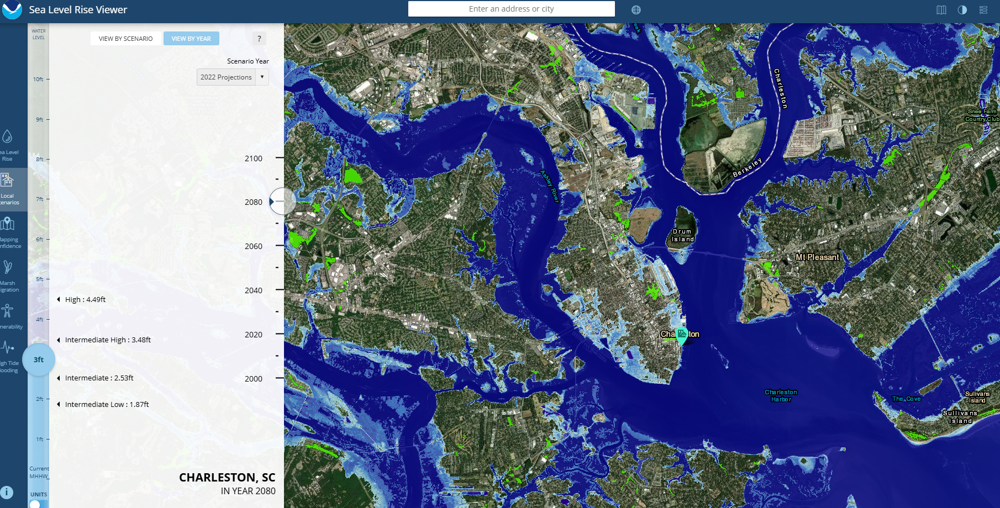 Sea Level Rise Viewer
Enter an address or city
WATER
LEVEL
VIEW BY SCENARIO
VIEW BY YEAR
?
Scenario Year
2022 Projections
10ft
9ft
8ft
7ft
6ft
5ft
4ft
3ft
2ft
1ft
Current
MHHW
UNITS
ea Level
Rise
Local
cenarios
apping
nfidence
Marsh
igration
nerability
igh Tide
looding
i
2100
2080
2060
2040
2020
2000
High : 4.49ft
Intermediate High : 3.48ft
Intermediate : 2.53ft
Intermediate Low : 1.87ft
CHARLESTON, SC
IN YEAR 2080
eek
Charleston
Berkeley
Snee Farm
Country Club
Ashley River
Drum
Island
Mt Pleasant
Cha ton
Charleston
Harbor
The Cove
Sullivans
Island
Sullivans
Island